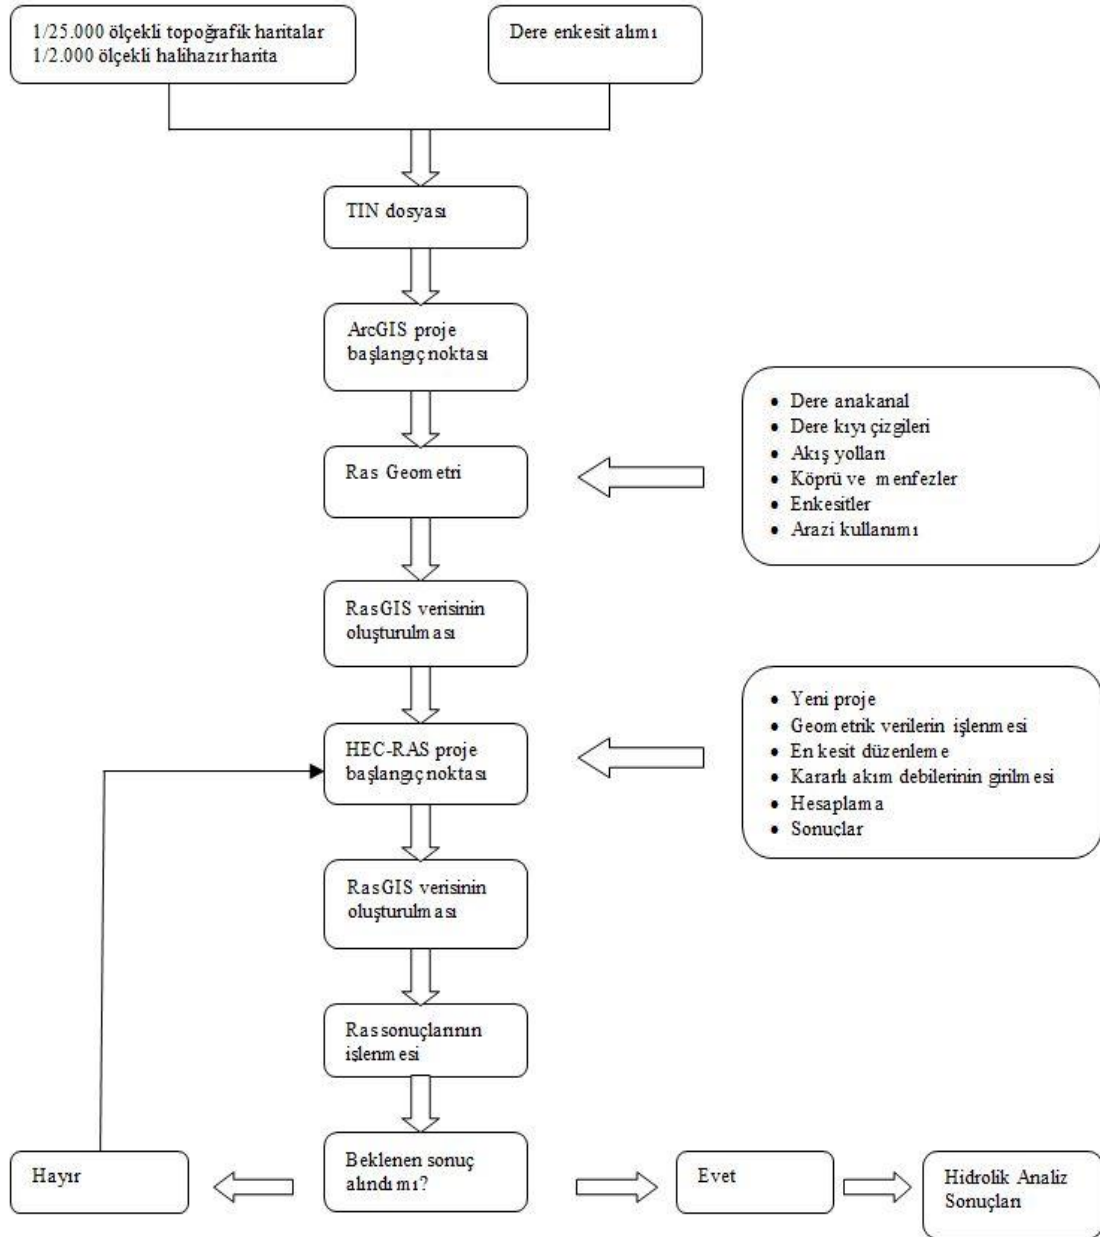 1/25.000 ölçekli topoğrafik haritalar
1/2.000 ölçekli halihazır harita
Dere enkesit alımı
TIN dosyası
ArcGIS proje
başlangıç noktası
Ras Geometri
• Dere anakanal
• Dere kıyı çizgileri
• Akış yolları
• Köprü ve menfezler
• Enkesitler
• Arazi kullanımı
RasGIS verisinin
oluşturulması
HEC-RAS proje
başlangıç noktası
• Yeni proje
• Geometrik verilerin işlenmesi
• En kesit düzenleme
• Kararlı akım debilerinin girilmesi
• Hesaplama
• Sonuçlar
RasGIS verisinin
oluşturulması
Ras sonuçlarının
işlenmesi
Beklenen sonuç
alındı mı?
Hayır
Evet
Hidrolik Analiz
Sonuçları